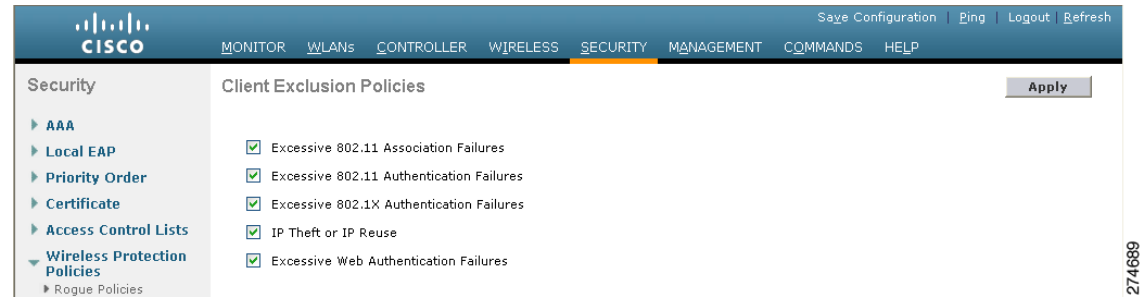 Save Configuration | Ping | Logout | Refresh
CISCO
MONITOR WLANs CONTROLLER WIRELESS SECURITY MANAGEMENT COMMANDS HELP
Security
Client Exclusion Policies
Apply
AAA
Local EAP
Priority Order
Certificate
Access Control Lists
Wireless Protection
Policies
Rogue Policies
Excessive 802.11 Association Failures
Excessive 802.11 Authentication Failures
Excessive 802.1X Authentication Failures
IP Theft or IP Reuse
Excessive Web Authentication Failures
274689